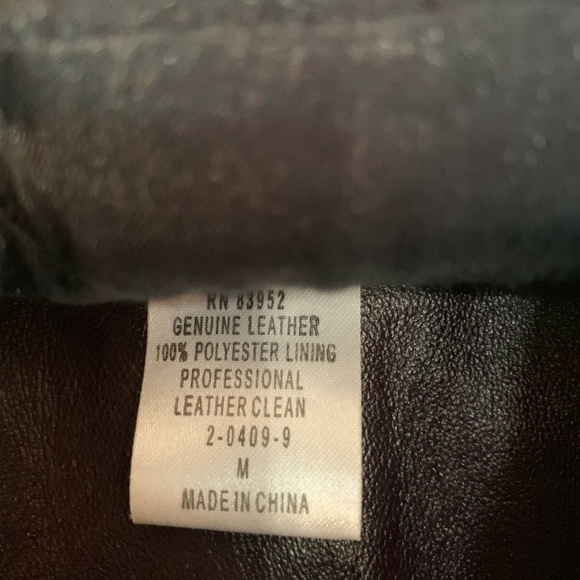 RN 83952
GENUINE LEATHER
100% POLYESTER LINING
PROFESSIONAL
LEATHER CLEAN
2-0409-9
M
MADE IN CHINA